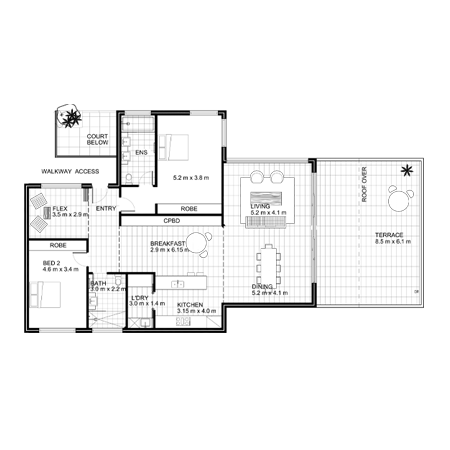 COURT
BELOW
WALKWAY ACCESS
ENS
5.2 m x 3.8 m
ROBE
FLEX
3.5 m x 2.9 m
ENTRY
CPBD
LIVING
5.2 m x 4.1 m
ROOF OVER
TERRACE
8.5 m x 6.1 m
ROBE
BED 2
4.6 m x 3.4 m
BREAKFAST
2.9 m x 6.15 m
BATH
3.0 m x 2.2 m
L'DRY
3.0 m x 1.4 m
KITCHEN
3.15 m x 4.0 m
DINING
5.2 m x 4.1 m